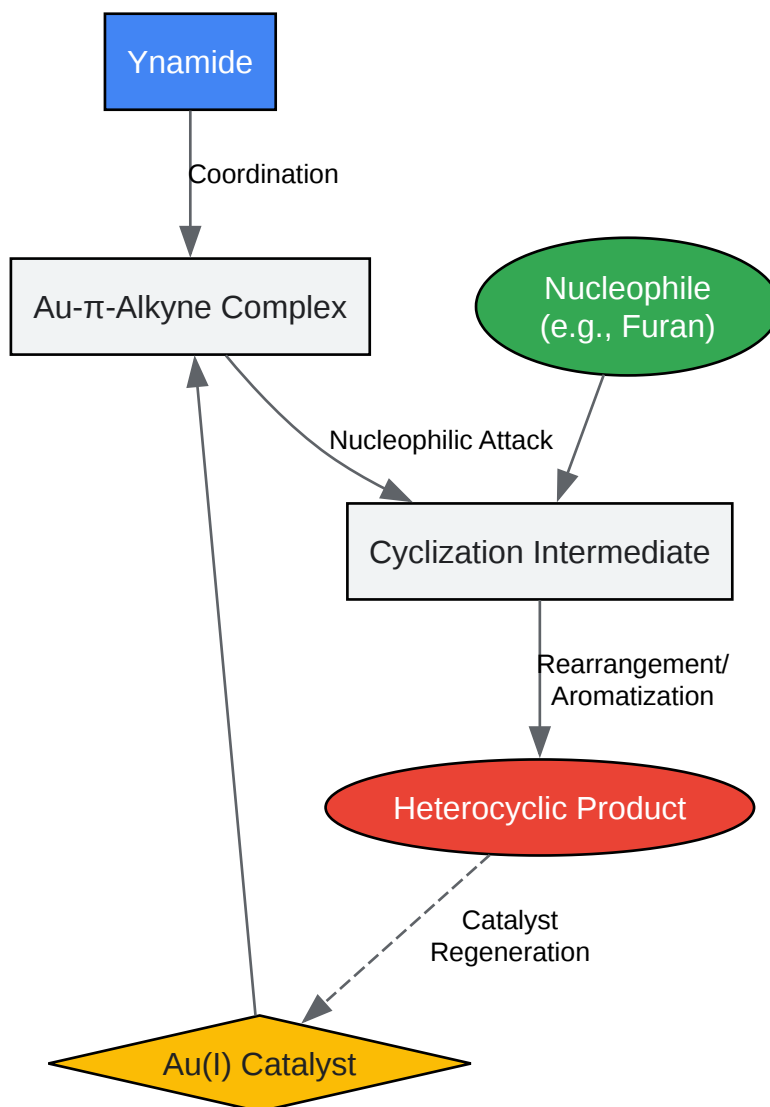 Ynamide
Coordination
Au-π-Alkyne Complex
Nucleophile
(e.g., Furan)
Nucleophilic Attack
Cyclization Intermediate
Rearrangement/
Aromatization
Heterocyclic Product
Catalyst
Regeneration
Au(I) Catalyst